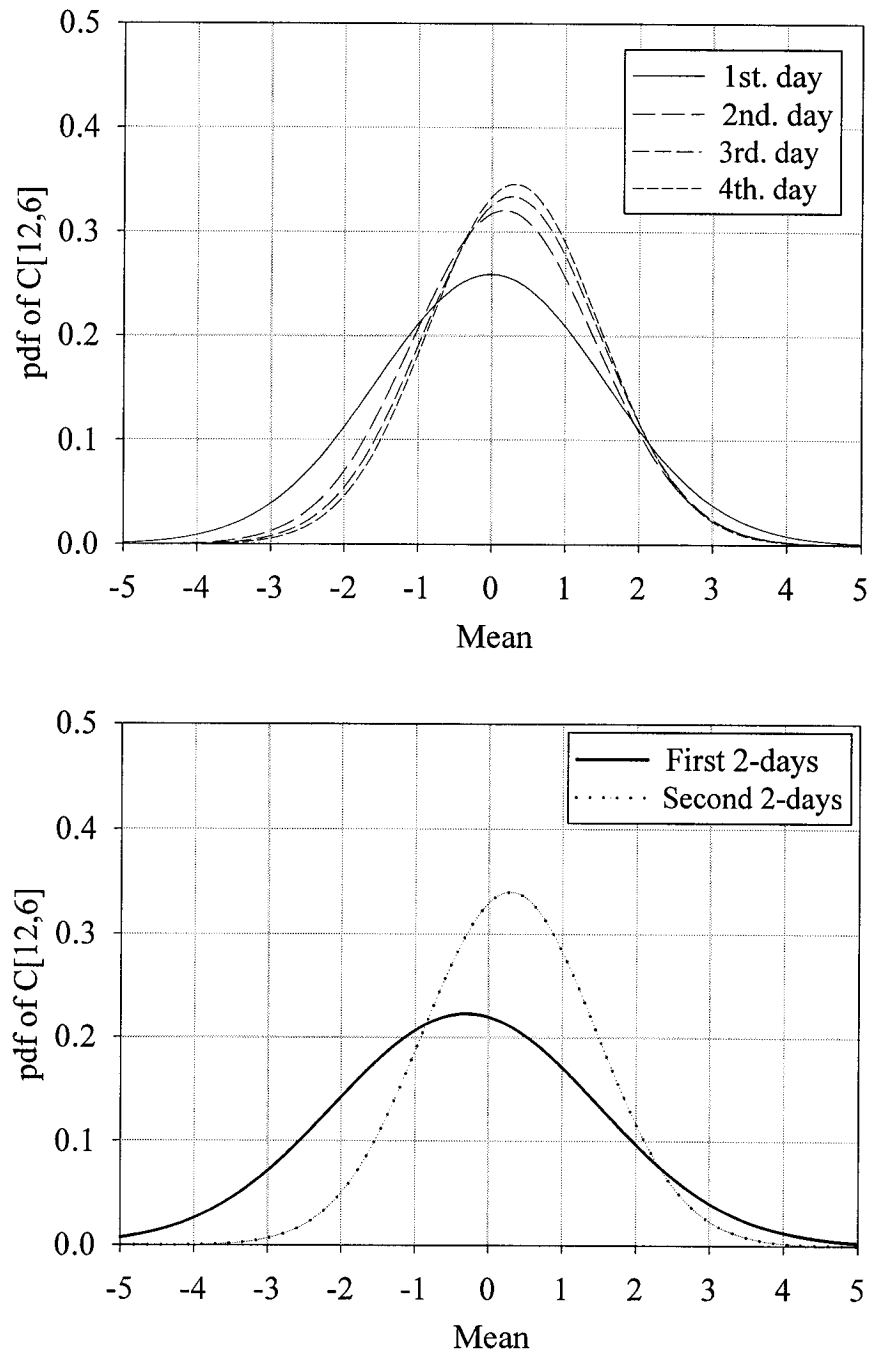 0.5
0.4
0.3
0.2
0.1
0.0
pdf of C[12,6]
1st. day
2nd. day
3rd. day
4th. day
-5 -4 -3 -2 -1 0 1 2 3 4 5
Mean
0.5
0.4
0.3
0.2
0.1
0.0
pdf of C[12,6]
First 2-days
Second 2-days
-5 -4 -3 -2 -1 0 1 2 3 4 5
Mean